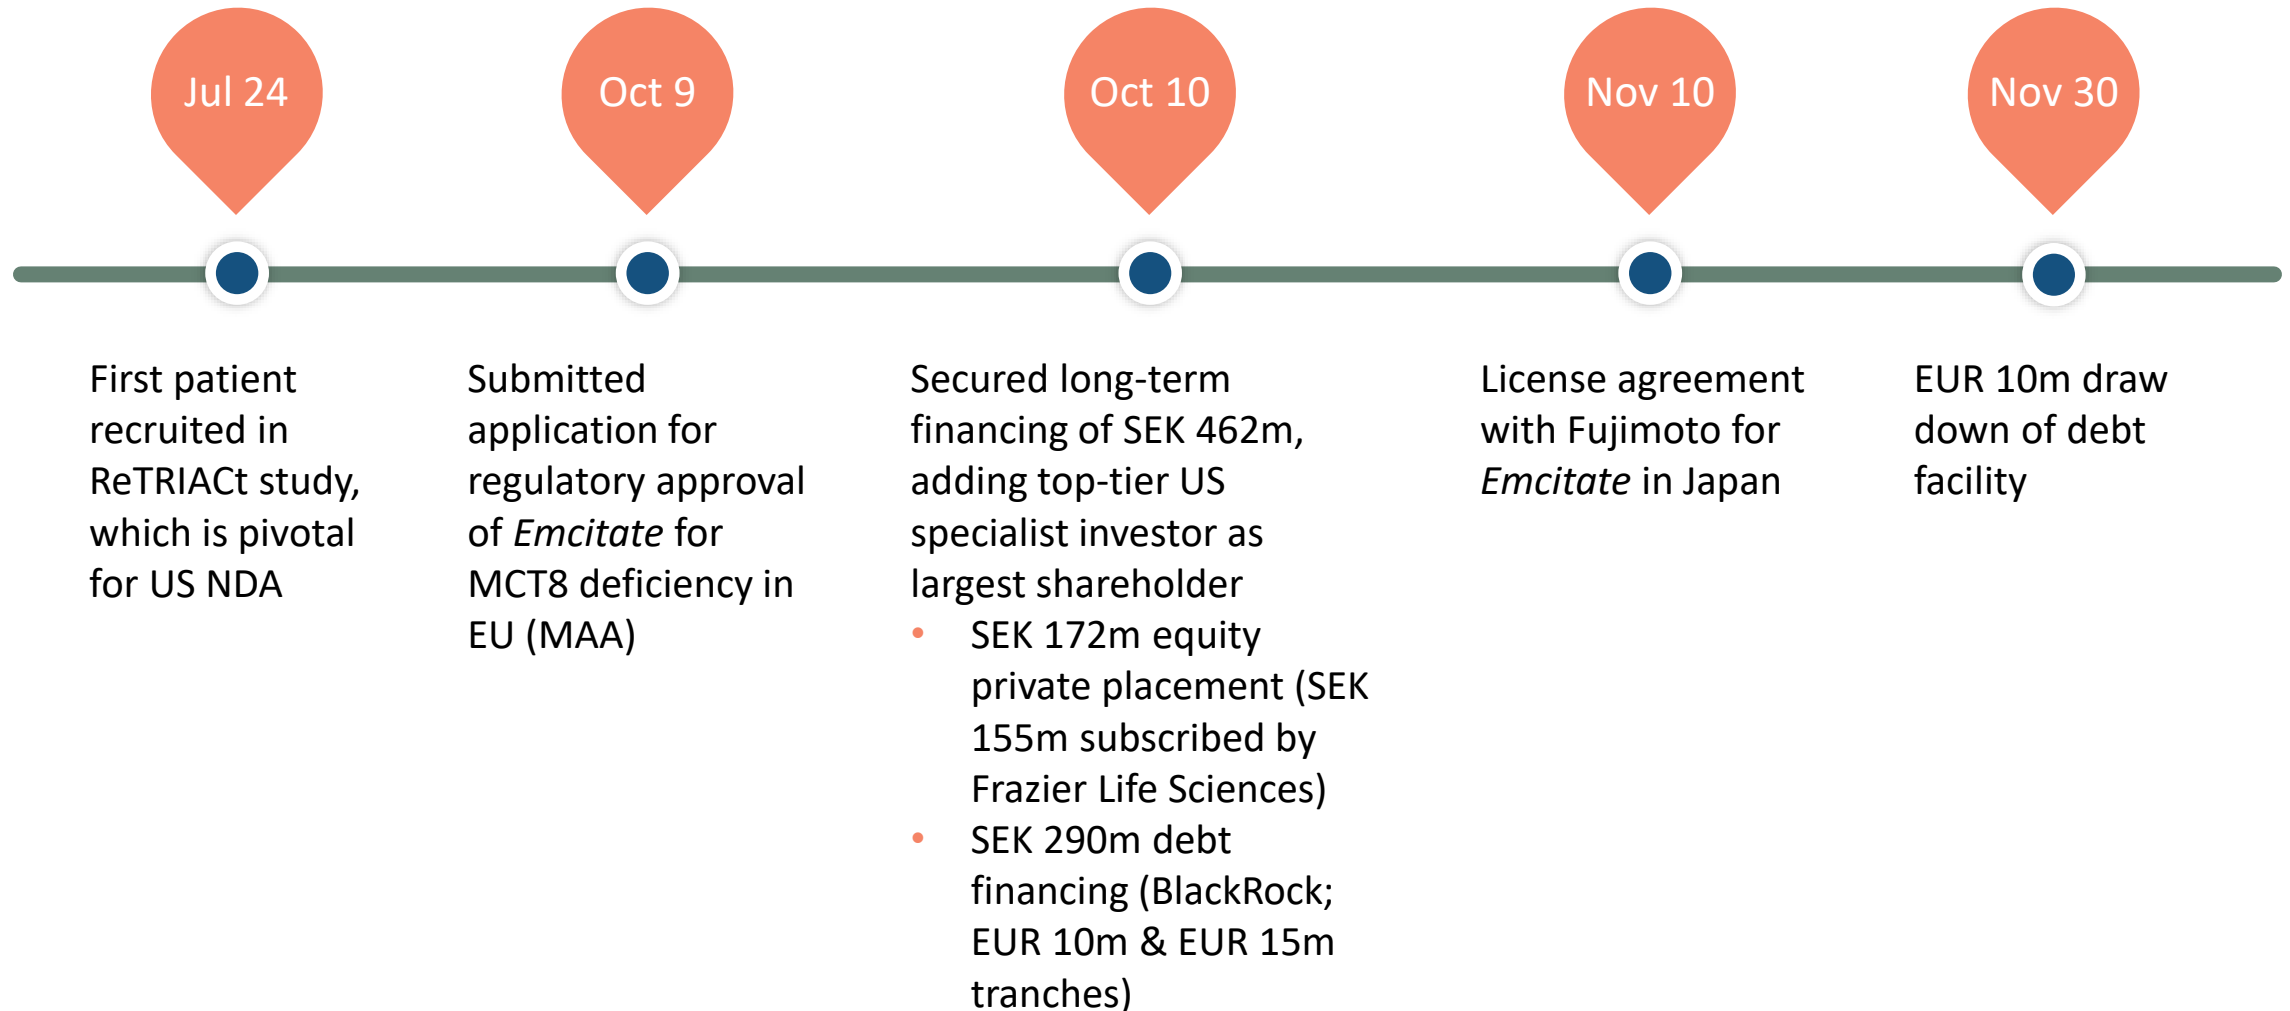 Jul 24
First patient
recruited in
ReTRIACt study,
which is pivotal
for US NDA
Oct 9
Submitted
application for
regulatory approval
of Emcitate for
MCT8 deficiency in
EU (MAA)
Oct 10
Secured long-term
financing of SEK 462m,
adding top-tier US
specialist investor as
largest shareholder
• SEK 172m equity
private placement (SEK
155m subscribed by
Frazier Life Sciences)
• SEK 290m debt
financing (BlackRock;
EUR 10m & EUR 15m
tranches)
Nov 10
License agreement
with Fujimoto for
Emcitate in Japan
Nov 30
EUR 10m draw
down of debt
facility